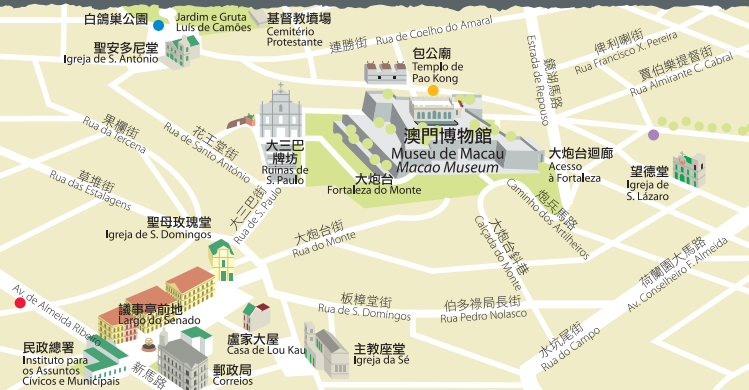 白鴿巢公園
Jardim e Gruta
Luís de Camões
基督教墳場
Cemitério
Protestante
連勝街 Rua de Coelho do Amaral
聖安多尼堂
Igreja de S. António
包公廟
Templo de
Pao Kong
鏡湖馬路
Estrada de Repouso
俾利喇街
Rua Francisco X. Pereira
賈伯樂提督街
Rua Almirante C. Cabral
果欄街
Rua da Tercena
花王堂街
Rua de Santo António
大三巴
牌坊
Ruínas de
S. Paulo
澳門博物館
Museu de Macau
Macao Museum
大炮台
Fortaleza do Monte
大炮台迴廊
Acesso
à Fortaleza
望德堂
Igreja de
S. Lázaro
草堆街
Rua das Estalagens
大三巴街
Rua de S. Paulo
炮兵馬路
Caminho dos Artilheiros
聖母玫瑰堂
Igreja de S. Domingos
大炮台街
Rua do Monte
大炮台斜巷
Calçada do Monte
荷蘭園大馬路
Av. Conselheiro F. Almeida
Av. de Almeida Ribeiro
議事亭前地
Largo do Senado
板樟堂街
Rua de S. Domingos
伯多祿局長街
Rua Pedro Nolasco
盧家大屋
Casa de Lou Kau
水坑尾街
Rua do Campo
民政總署
Instituto para
os Assuntos
Cívicos e Municipais
新馬路
郵政局
Correios
主教座堂
Igreja da Sé